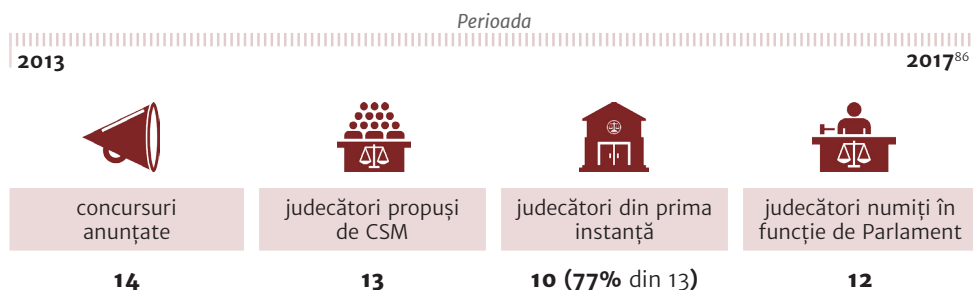 Perioada
2013 2017⁸⁶
concursuri anunțate
judecători propuși de CSM
judecători din prima instanță
judecători numiți în funcție de Parlament
14 13 10 (77% din 13) 12